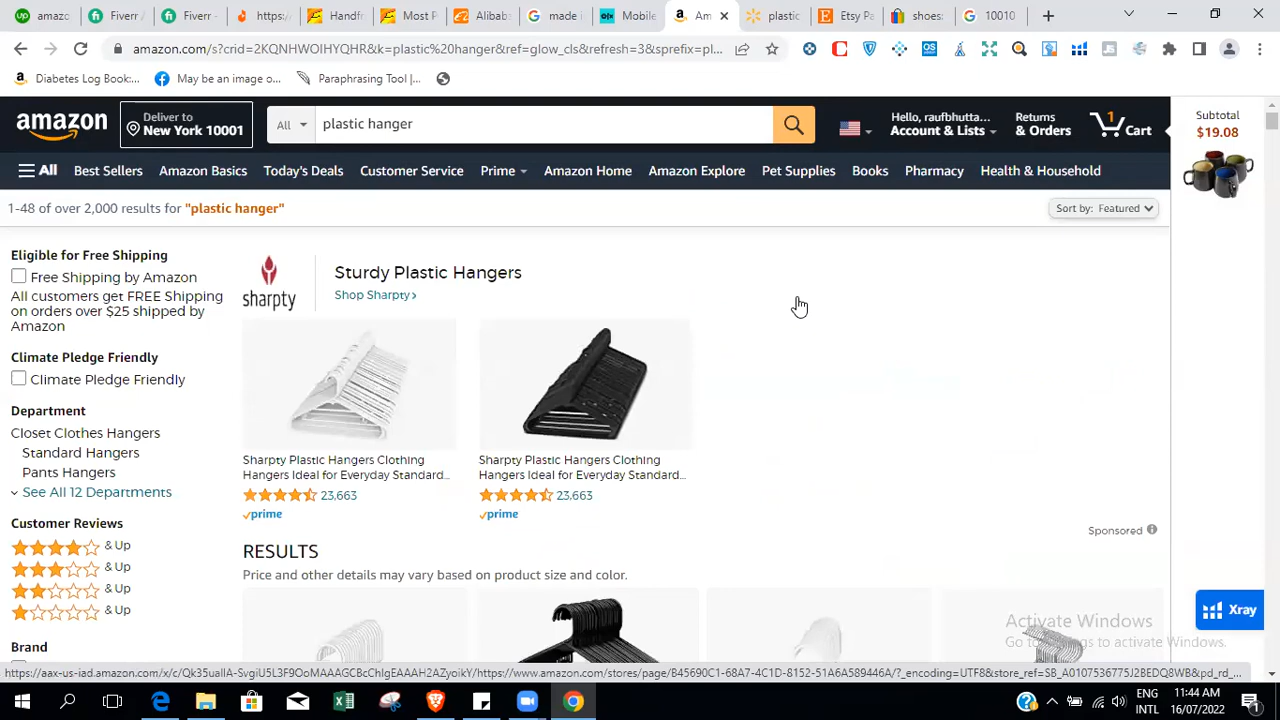 amazo
Fiverr -
Fiverr -
https:/
Handfr
Most P
Alibab
made i
Mobile
Am
plastic
Etsy Pa
shoes:
10010
amazon.com/s?crid=2KQNHWOIHYQHR&k=plastic%20hanger&ref=glow_cls&refresh=3&sprefix=pl...
Diabetes Log Book:...
May be an image o...
Paraphrasing Tool |...
amazon
Deliver to
New York 10001
All
plastic hanger
Hello, raufbhutta...
Account & Lists
Returns
& Orders
1
Cart
Subtotal
$19.08
All
Best Sellers
Amazon Basics
Today's Deals
Customer Service
Prime
Amazon Home
Amazon Explore
Pet Supplies
Books
Pharmacy
Health & Household
1-48 of over 2,000 results for "plastic hanger"
Sort by: Featured
Eligible for Free Shipping
Free Shipping by Amazon
All customers get FREE Shipping
on orders over $25 shipped by
Amazon
Climate Pledge Friendly
Climate Pledge Friendly
Department
Closet Clothes Hangers
Standard Hangers
Pants Hangers
See All 12 Departments
Customer Reviews
& Up
& Up
& Up
& Up
Brand
sharpty
Sturdy Plastic Hangers
Shop Sharpty ›
Sharpty Plastic Hangers Clothing
Hangers Ideal for Everyday Standard...
23,663
prime
Sharpty Plastic Hangers Clothing
Hangers Ideal for Everyday Standard...
23,663
prime
Sponsored
RESULTS
Price and other details may vary based on product size and color.
Xray
Activate Windows
Go to Settings to activate Windows.
ENG
INTL
11:44 AM
16/07/2022